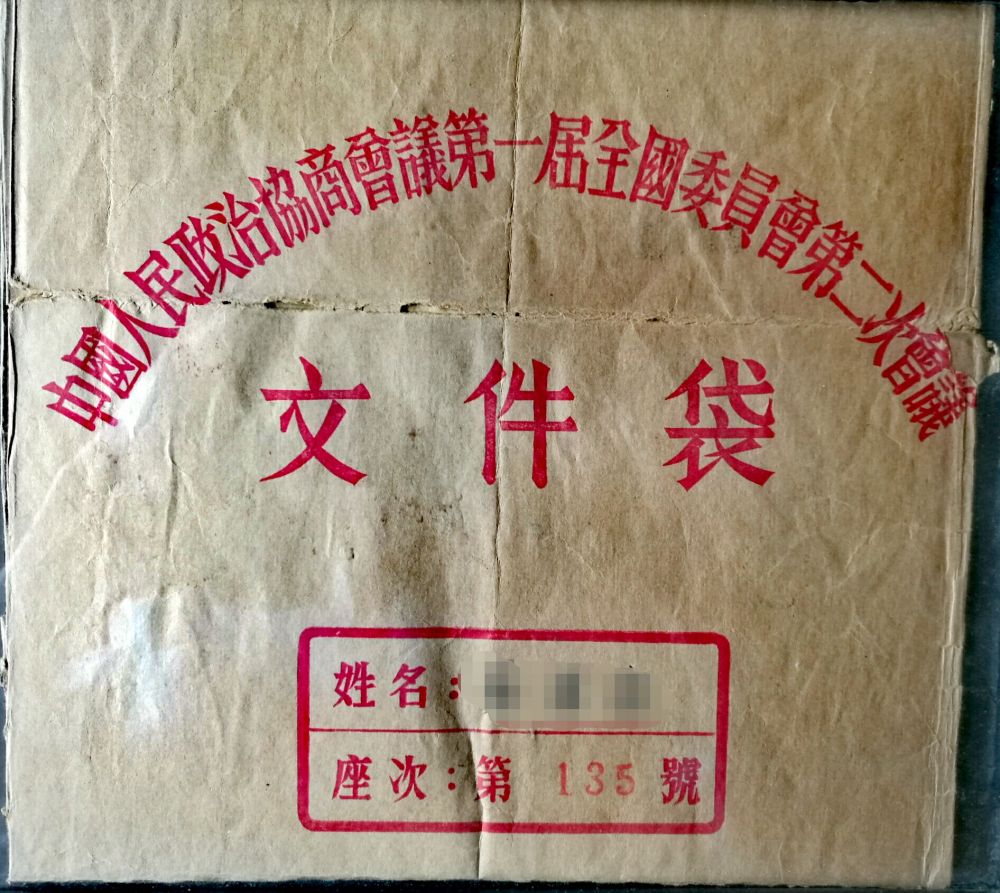 中國人民政治協商會議第一屆全國委員會第二次會議
文件袋
姓名：
座次：第 135 號